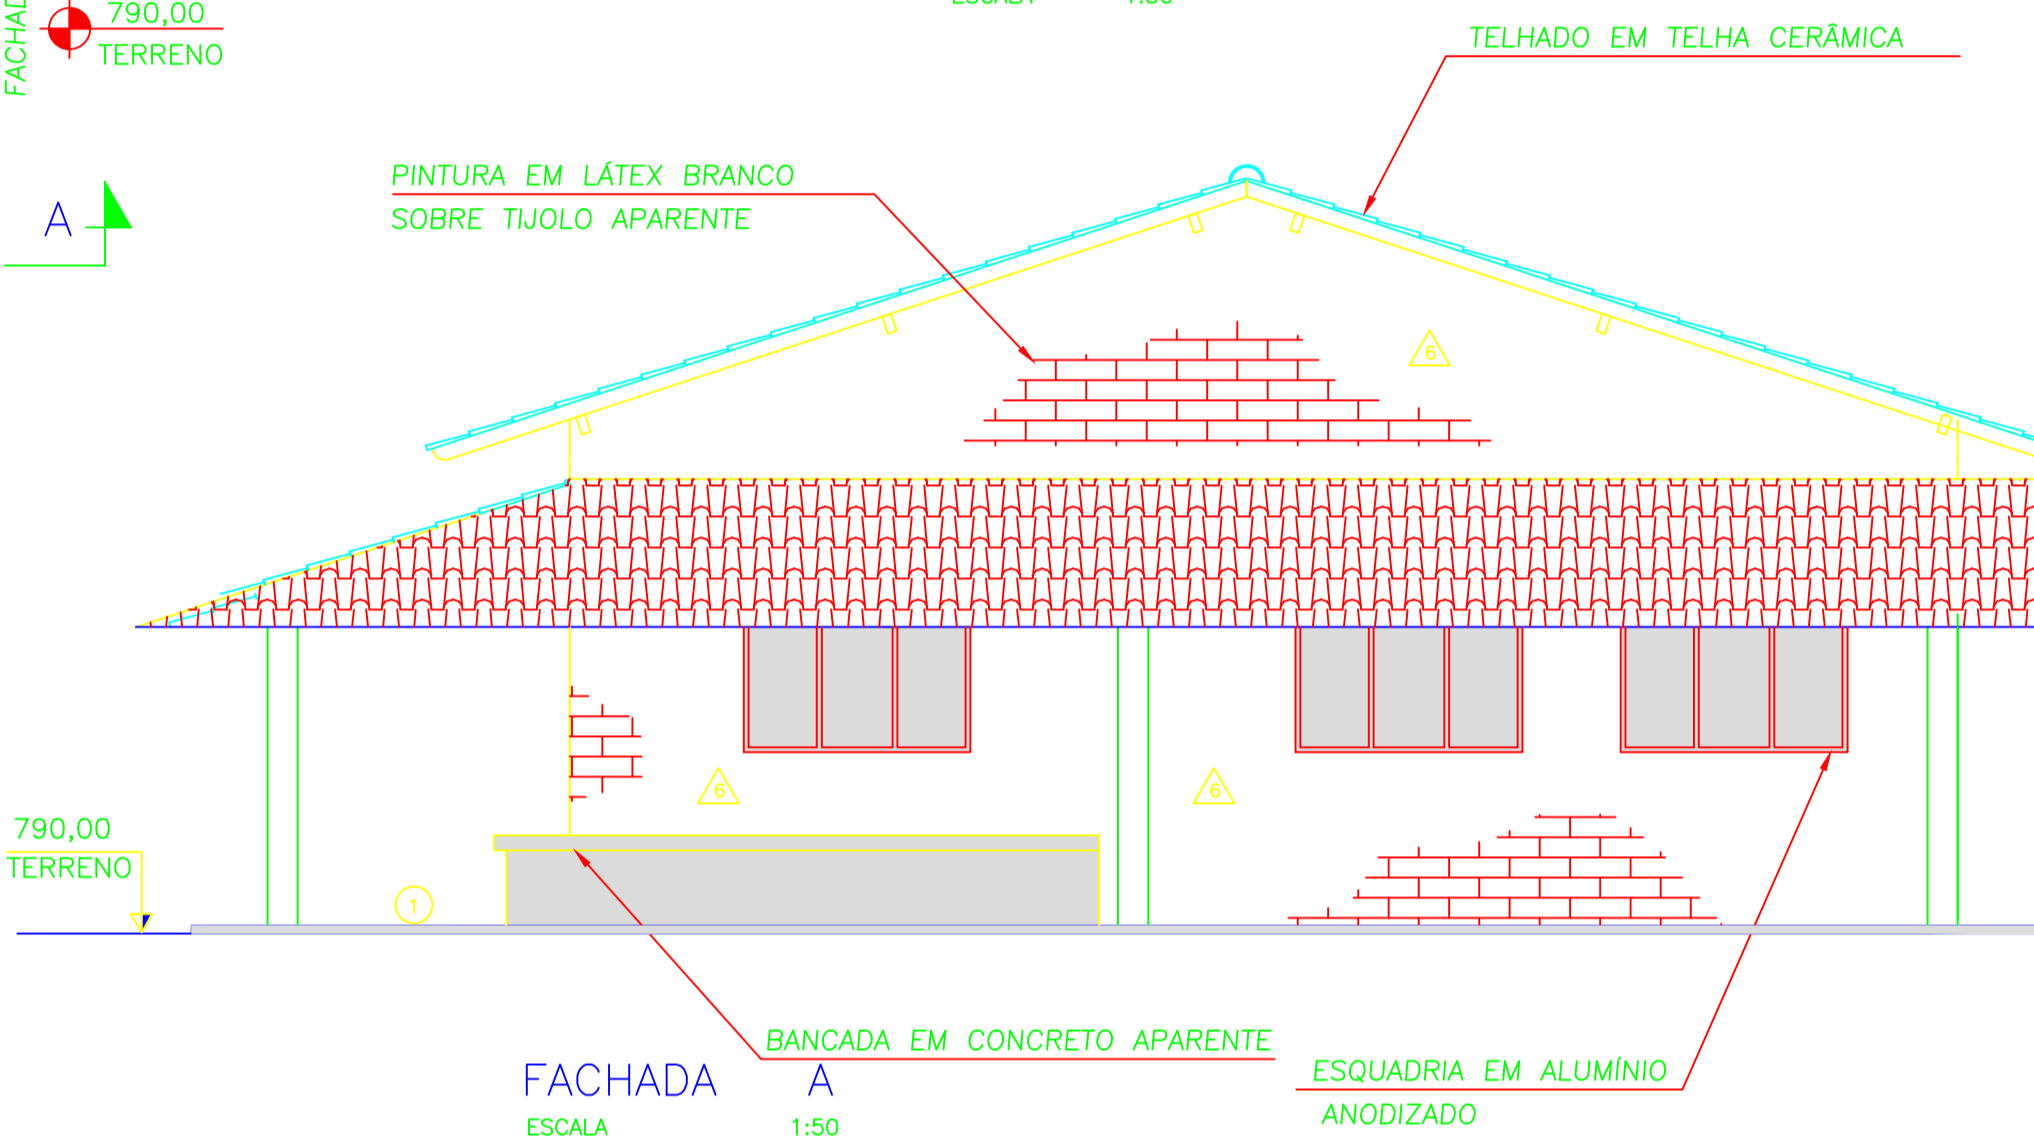 790,00
TERRENO
TELHADO EM TELHA CERÂMICA
PINTURA EM LÁTEX BRANCO
SOBRE TIJOLO APARENTE
A
6
6
6
790,00
TERRENO
1
BANCADA EM CONCRETO APARENTE
FACHADA A
ESCALA 1:50
ESQUADRIA EM ALUMÍNIO
ANODIZADO